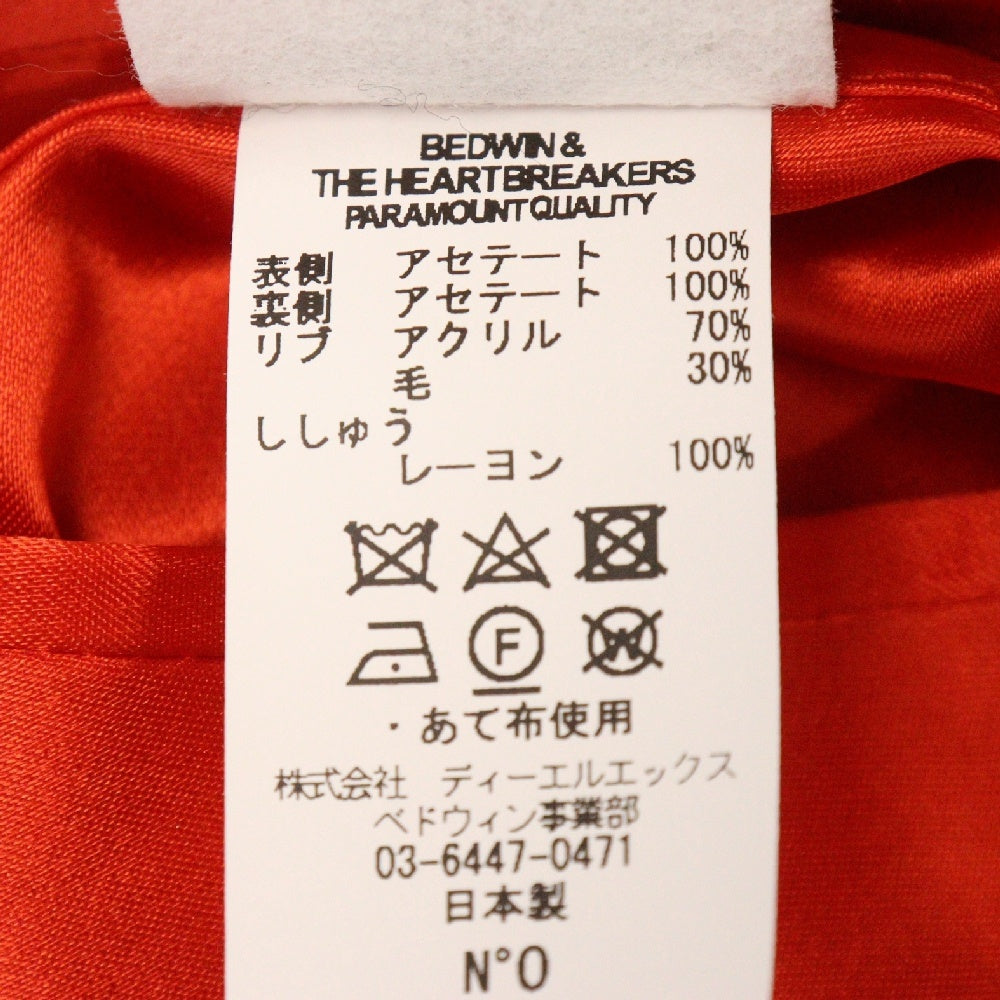 BEDWIN &
THE HEARTBREAKERS
PARAMOUNT QUALITY
表側 アセテート 100%
裏側 アセテート 100%
リブ アクリル 70%
毛 30%
ししゅう
レーヨン 100%
F
W
・あて布使用
株式会社 ディーエルエックス
ベドウィン事業部
03-6447-0471
日本製
N°0